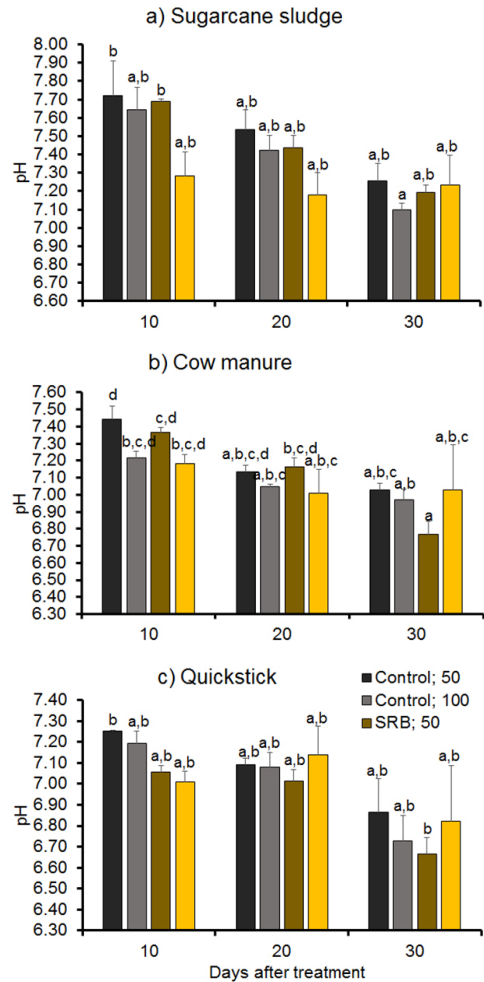 a) Sugarcane sludge
8.00
7.90
7.80
7.70
7.60
7.50
7.40
7.30
7.20
7.10
7.00
6.90
6.80
6.70
6.60
pH
b
a,b
b
a,b
a,b
a,b
a,b
a,b
a,b
a
a,b
a,b
10 20 30
b) Cow manure
7.60
7.50
7.40
7.30
7.20
7.10
7.00
6.90
6.80
6.70
6.60
6.50
6.40
6.30
pH
d
b,c,d
c,d
b,c,d
a,b,c,d
a,b,c
b,c,d
a,b,c
a,b,c
a,b
a
a,b,c
10 20 30
c) Quickstick
7.40
7.30
7.20
7.10
7.00
6.90
6.80
6.70
6.60
6.50
6.40
6.30
pH
Control; 50
Control; 100
SRB; 50
b
a,b
a,b
a,b
a,b
a,b
a,b
a,b
a,b
a,b
b
a,b
10 20 30
Days after treatment